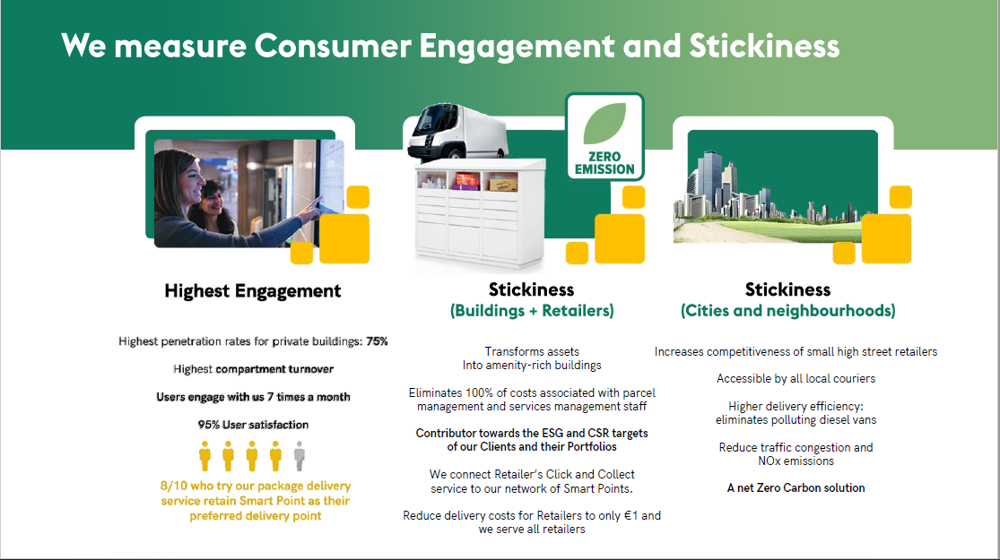 We measure Consumer Engagement and Stickiness
ZERO
EMISSION
Highest Engagement
Highest penetration rates for private buildings: 75%
Highest compartment turnover
Users engage with us 7 times a month
95% User satisfaction
8/10 who try our package delivery
service retain Smart Point as their
preferred delivery point
Stickiness
(Buildings + Retailers)
Transforms assets
Into amenity-rich buildings
Eliminates 100% of costs associated with parcel
management and services management staff
Contributor towards the ESG and CSR targets
of our Clients and their Portfolios
We connect Retailer’s Click and Collect
service to our network of Smart Points.
Reduce delivery costs for Retailers to only €1 and
we serve all retailers
Stickiness
(Cities and neighbourhoods)
Increases competitiveness of small high street retailers
Accessible by all local couriers
Higher delivery efficiency:
eliminates polluting diesel vans
Reduce traffic congestion and
NOx emissions
A net Zero Carbon solution